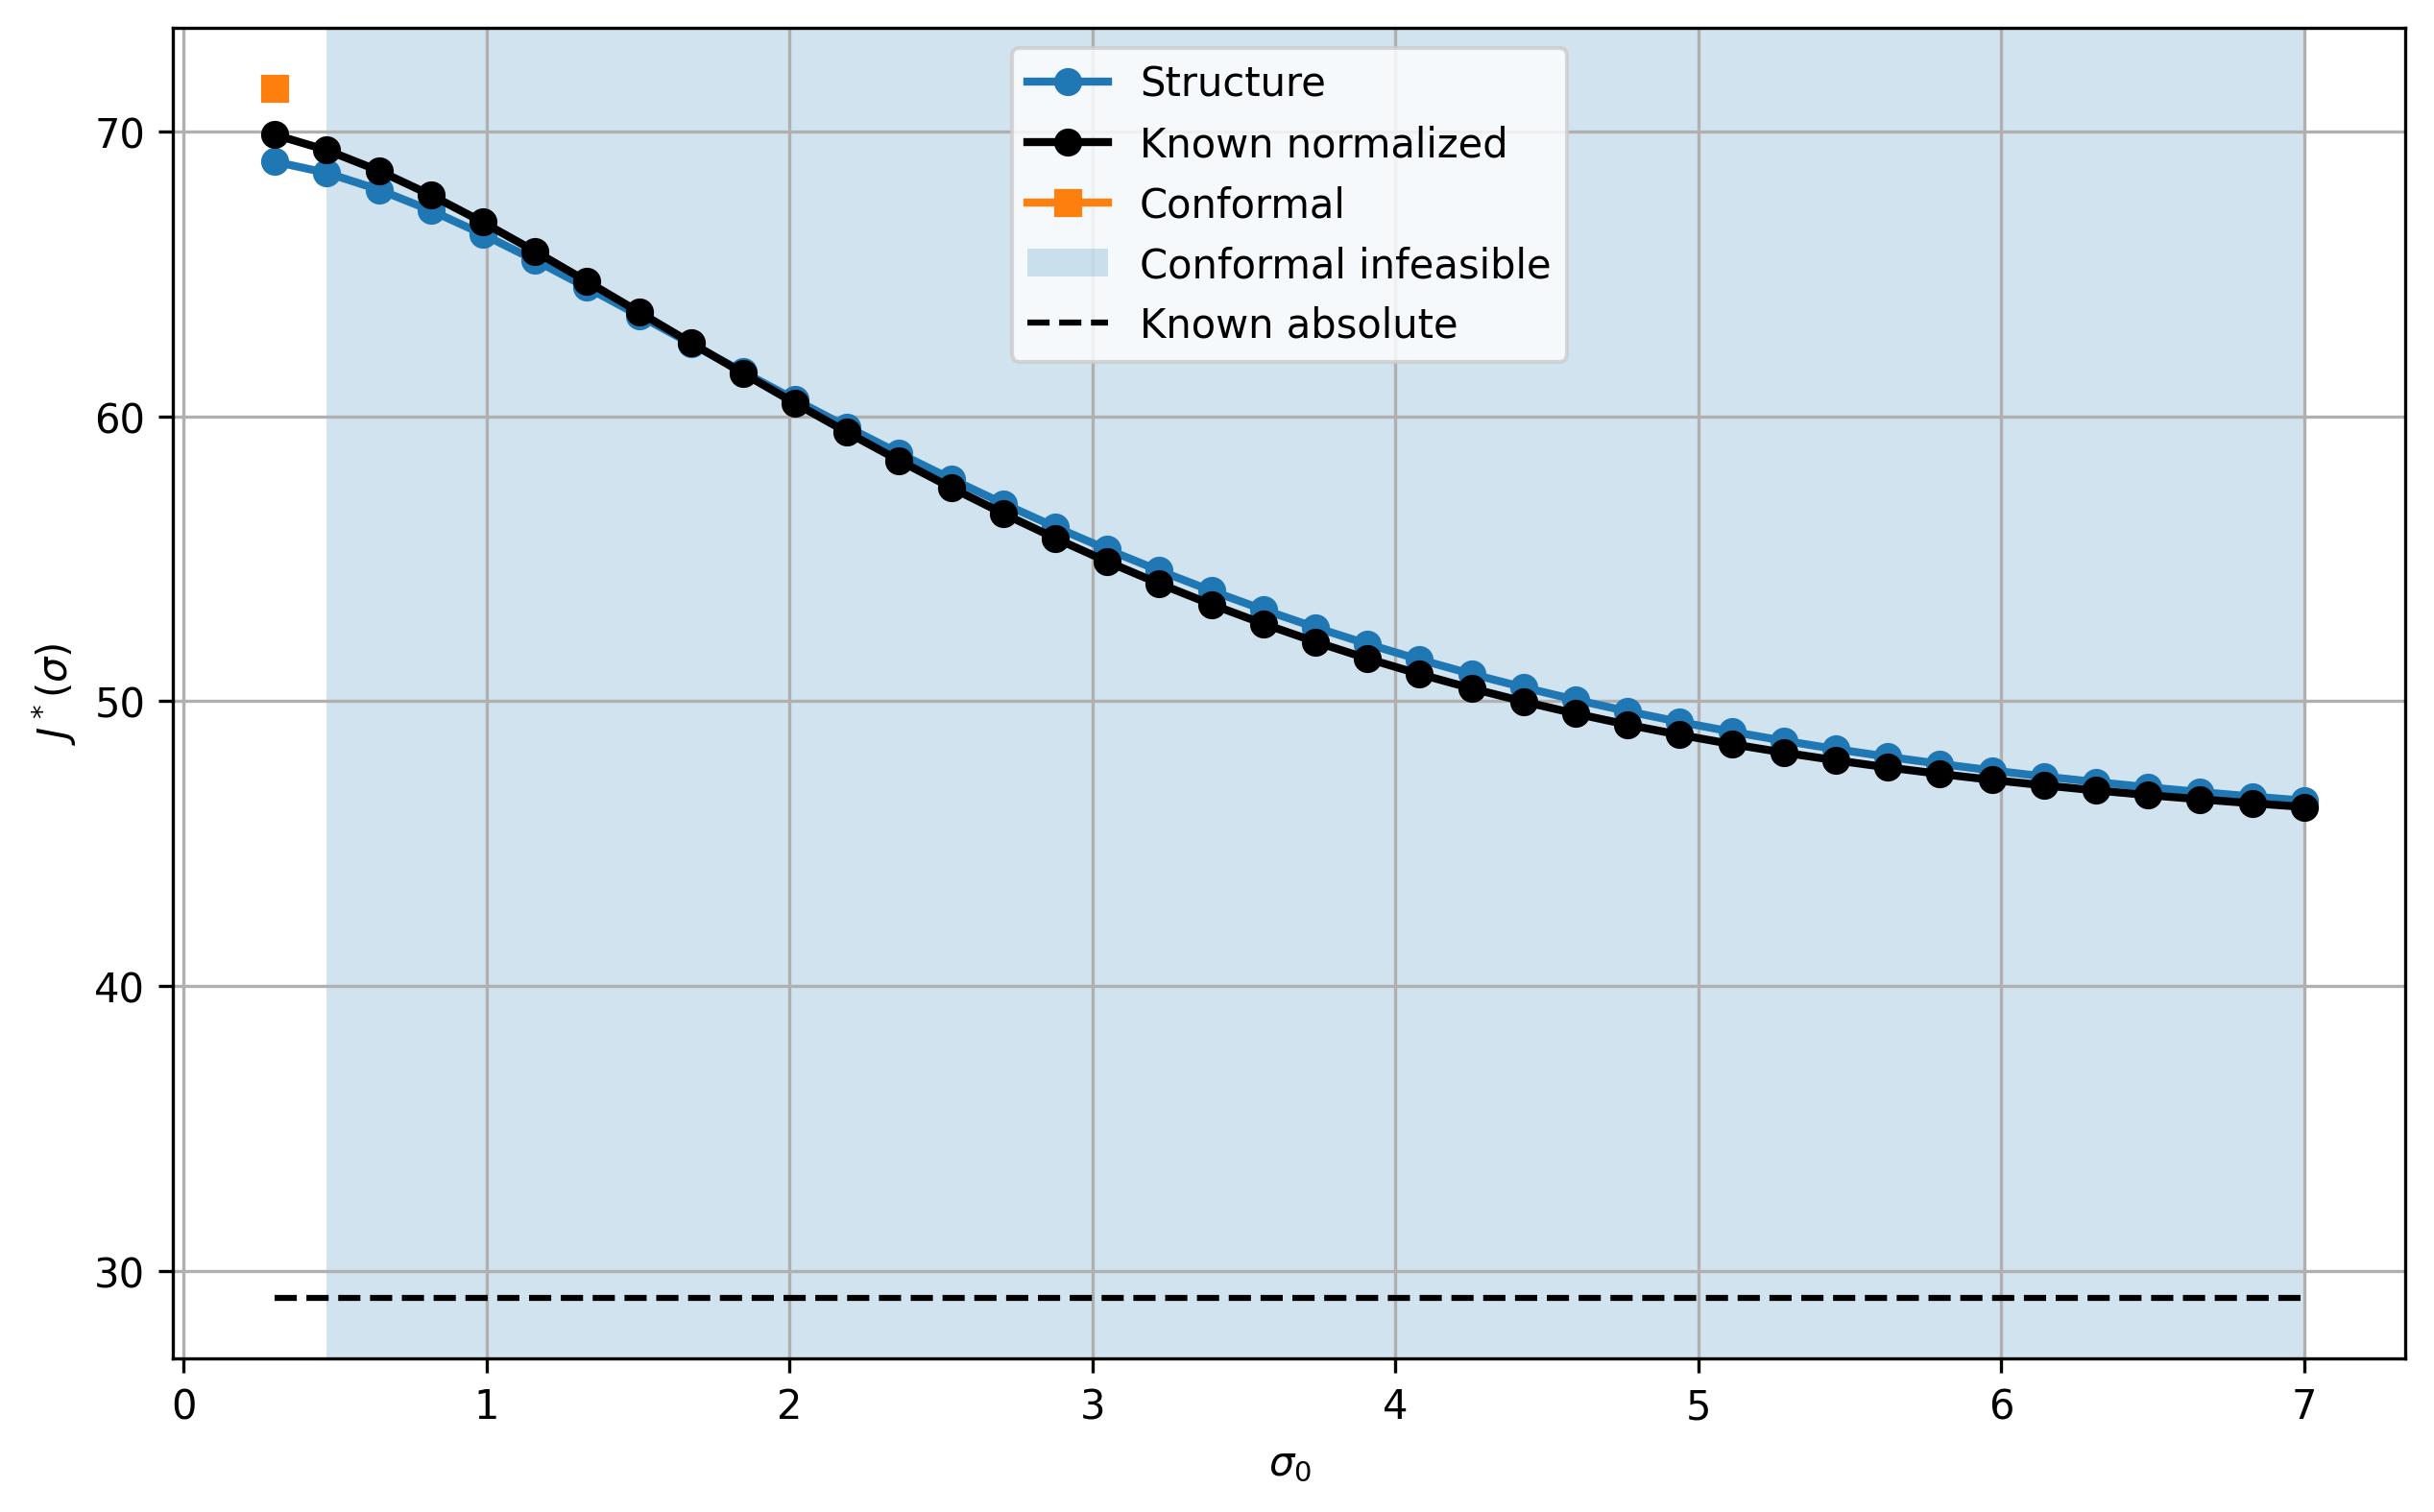 Structure
Known normalized
Conformal
Conformal infeasible
Known absolute
70
60
50
40
30
J*(σ)
0 1 2 3 4 5 6 7
σ₀